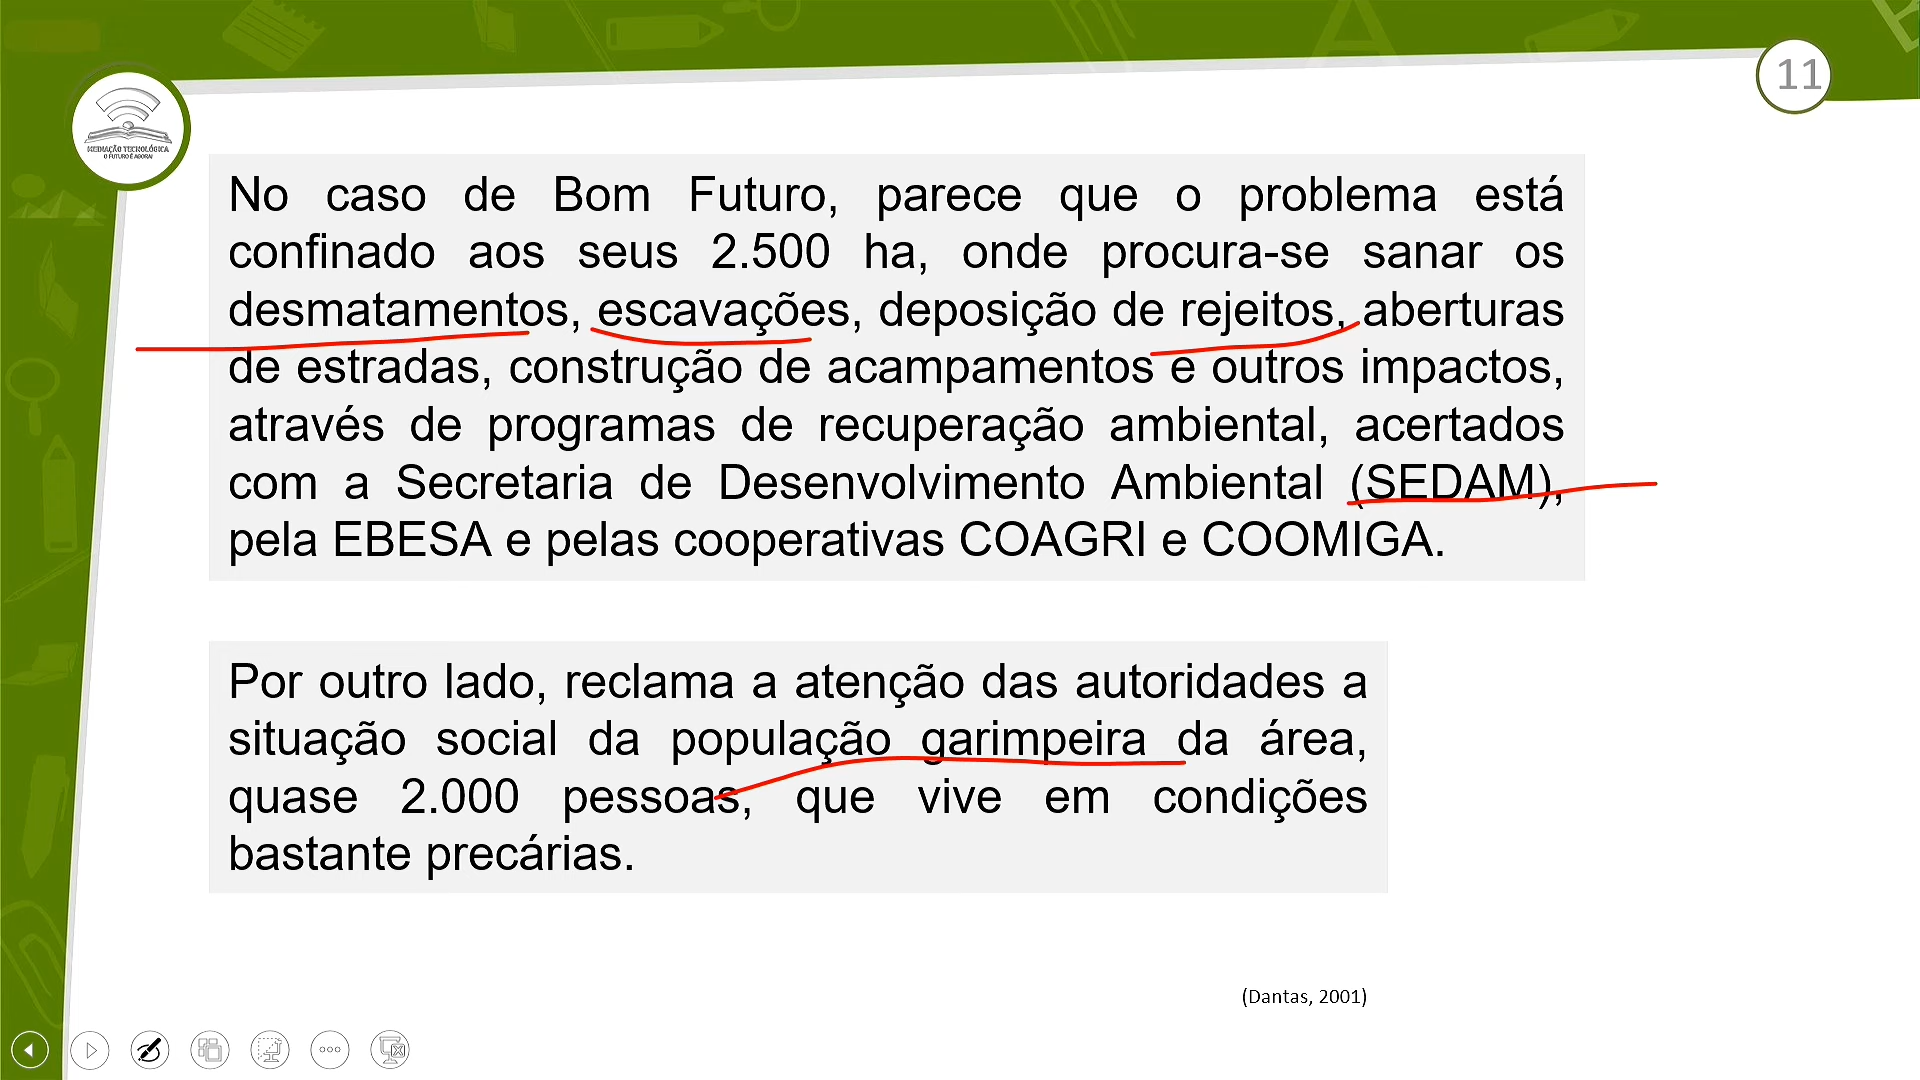 11
MEDIAÇÃO TECNOLÓGICA
O FUTURO É AGORA!
No caso de Bom Futuro, parece que o problema está
confinado aos seus 2.500 ha, onde procura-se sanar os
desmatamentos, escavações, deposição de rejeitos, aberturas
de estradas, construção de acampamentos e outros impactos,
através de programas de recuperação ambiental, acertados
com a Secretaria de Desenvolvimento Ambiental (SEDAM),
pela EBESA e pelas cooperativas COAGRI e COOMIGA.
Por outro lado, reclama a atenção das autoridades a
situação social da população garimpeira da área,
quase 2.000 pessoas, que vive em condições
bastante precárias.
(Dantas, 2001)